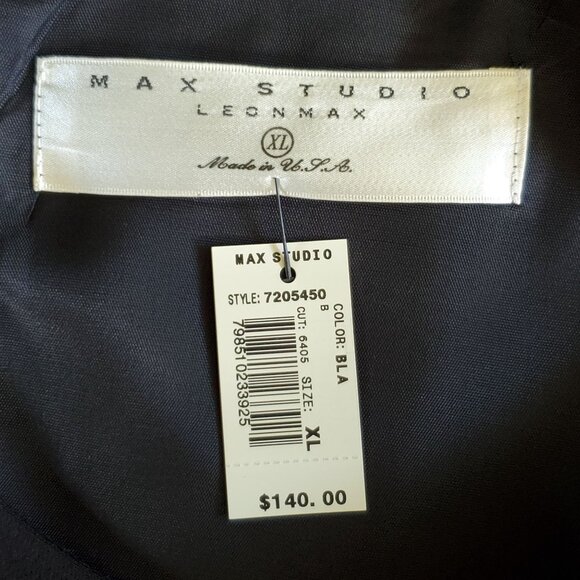 MAX STUDIO
LEONMAX
XL
Made in U.S.A.
MAX STUDIO
STYLE: 7205450
B
COLOR: BLA
CUT: 6405 SIZE: XL
798510233925
$140.00